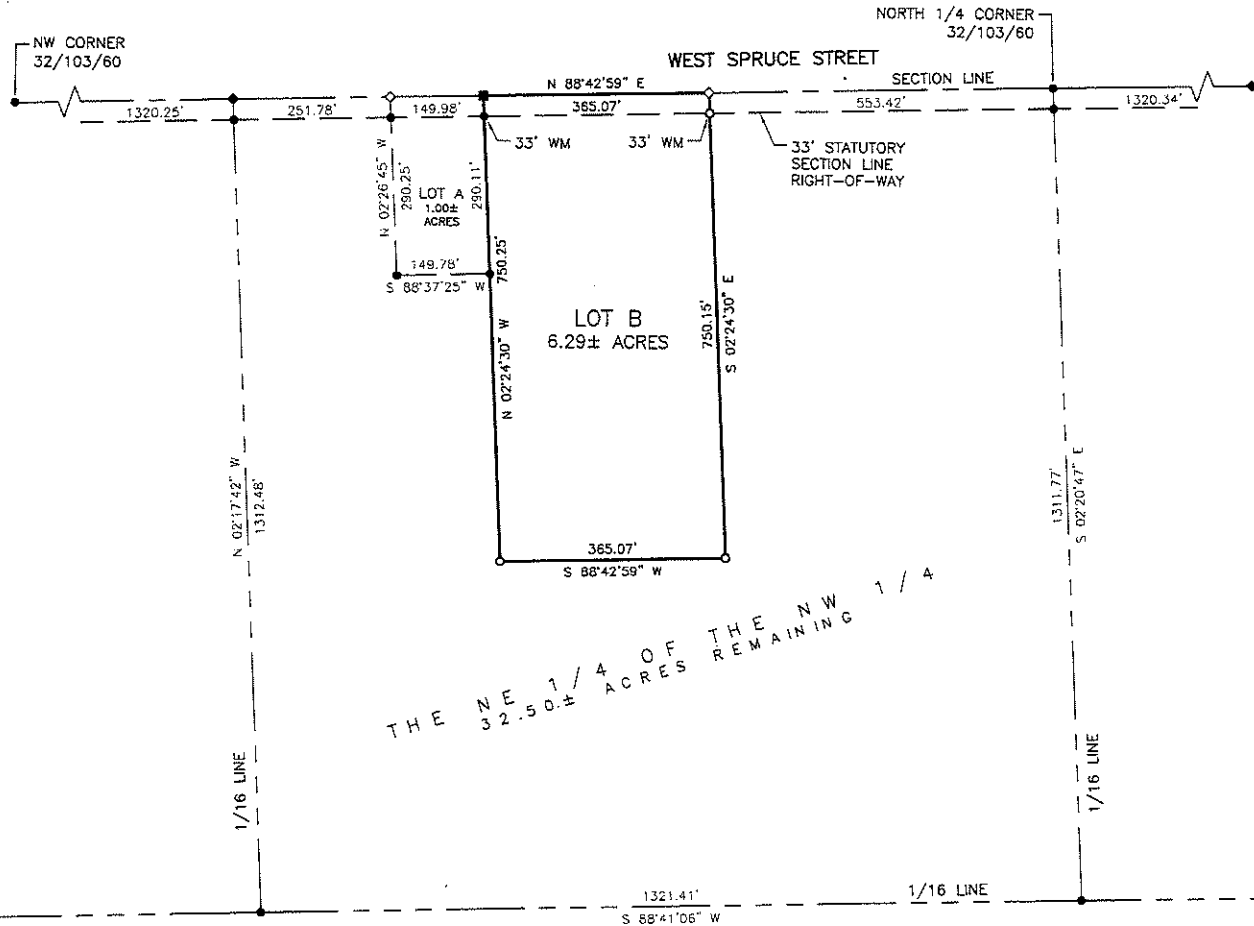 NW CORNER
32/103/60
NORTH 1/4 CORNER
32/103/60
WEST SPRUCE STREET
N 88°42'59" E
SECTION LINE
1320.25'
251.78'
149.98'
365.07'
553.42'
1320.34'
33' WM
33' WM
33' STATUTORY
SECTION LINE
RIGHT-OF-WAY
N 02°26'45" W
290.25'
LOT A
1.00±
ACRES
290.11'
149.78'
S 88°37'25" W
750.25'
N 02°24'30" W
LOT B
6.29± ACRES
750.15'
S 02°24'30" E
N 02°17'42" W
1312.48'
1311.77'
S 02°20'47" E
365.07'
S 88°42'59" W
THE NE 1/4 OF THE NW 1/4
32.50± ACRES REMAINING
1/16 LINE
1/16 LINE
1321.41'
S 88°41'06" W
1/16 LINE